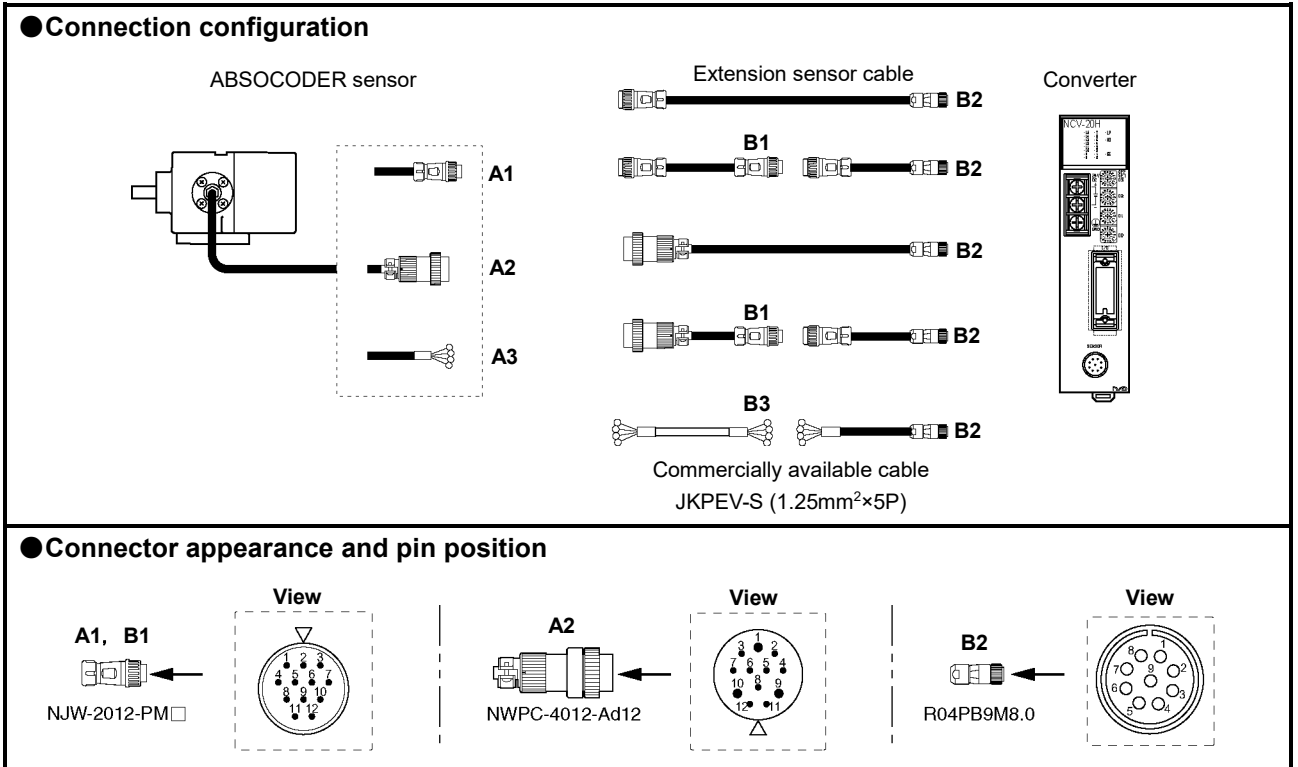 ●Connection configuration
ABSOCODER sensor
Extension sensor cable
Converter
A1
A2
A3
B2
B1
B2
B2
B1
B2
B3
B2
Commercially available cable
JKPEV-S (1.25mm²×5P)
NCV-20H
SENSOR
●Connector appearance and pin position
A1, B1
NJW-2012-PM□
View
1 2 3
4 5 6 7
8 9 10
11 12
A2
NWPC-4012-Ad12
View
3 1 2
7 6 5 4
10 8 9
12 11
B2
R04PB9M8.0
View
8 1
7 9 2
6 3
5 4